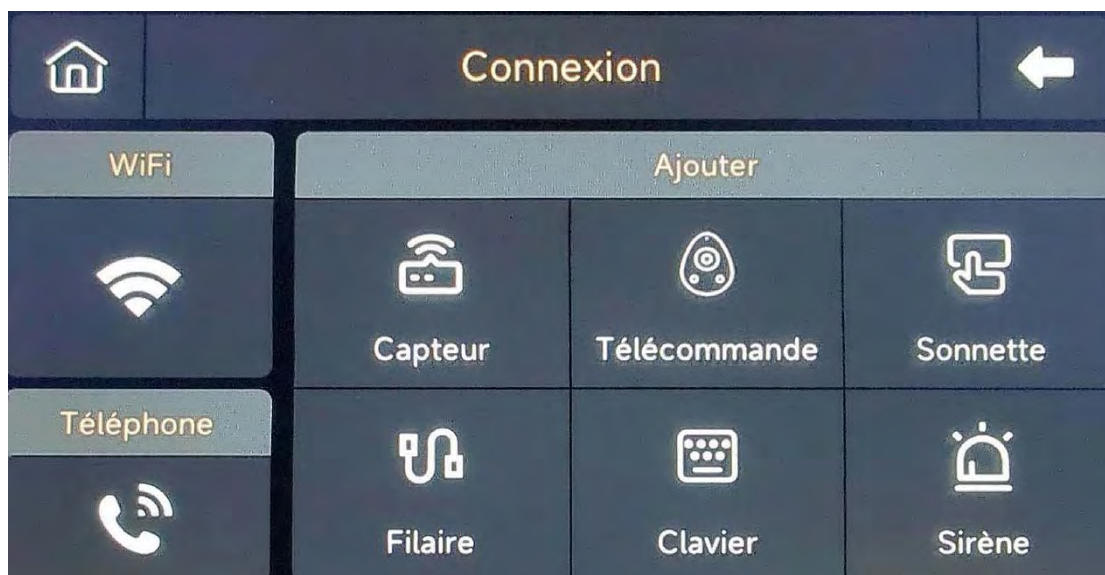 Connexion
WiFi
Ajouter
Capteur
Télécommande
Sonnette
Téléphone
Filaire
Clavier
Sirène